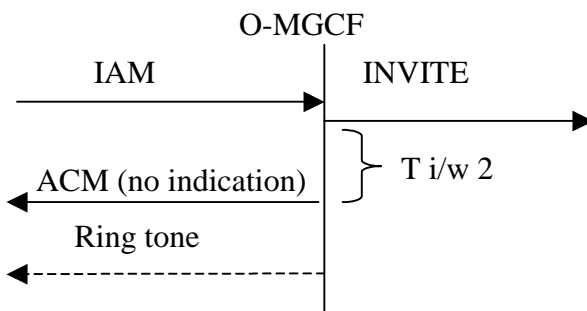 O-MGCF
IAM
INVITE
T i/w 2
ACM (no indication)
Ring tone